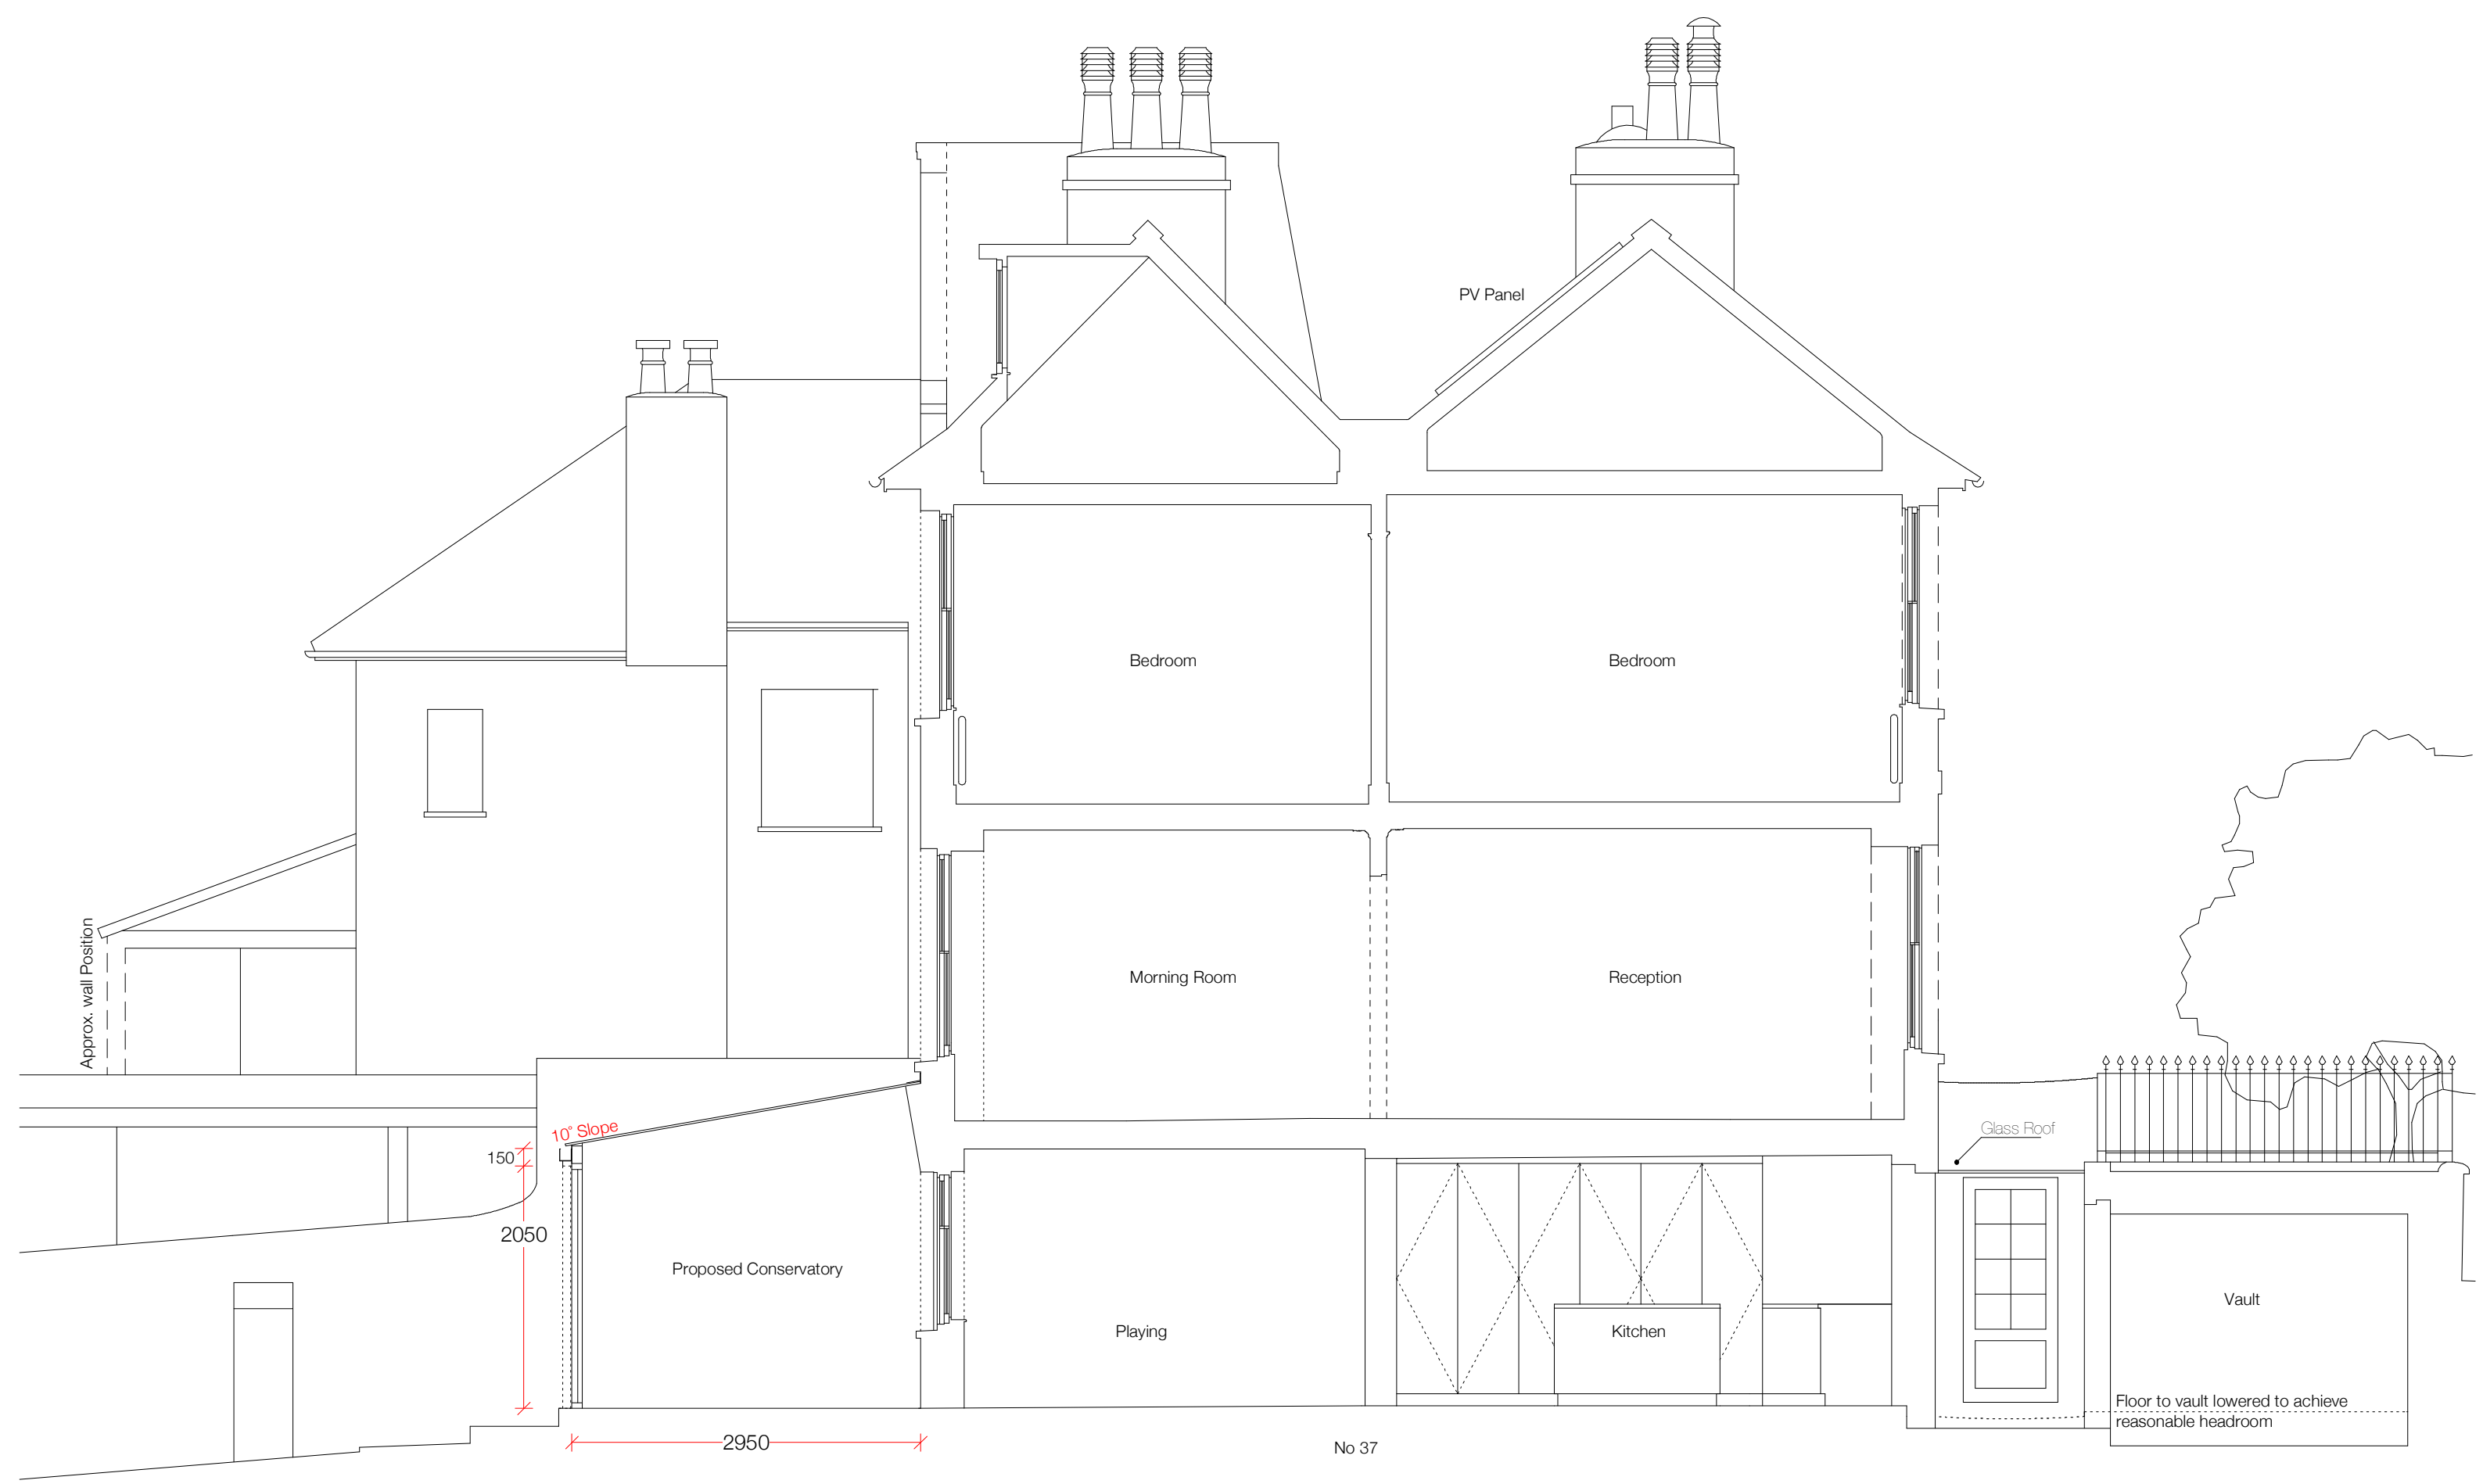 PV Panel
Bedroom
Bedroom
Approx. wall Position
Morning Room
Reception
10° Slope
Glass Roof
150
2050
Proposed Conservatory
Vault
Playing
Kitchen
Floor to vault lowered to achieve
reasonable headroom
2950
No 37